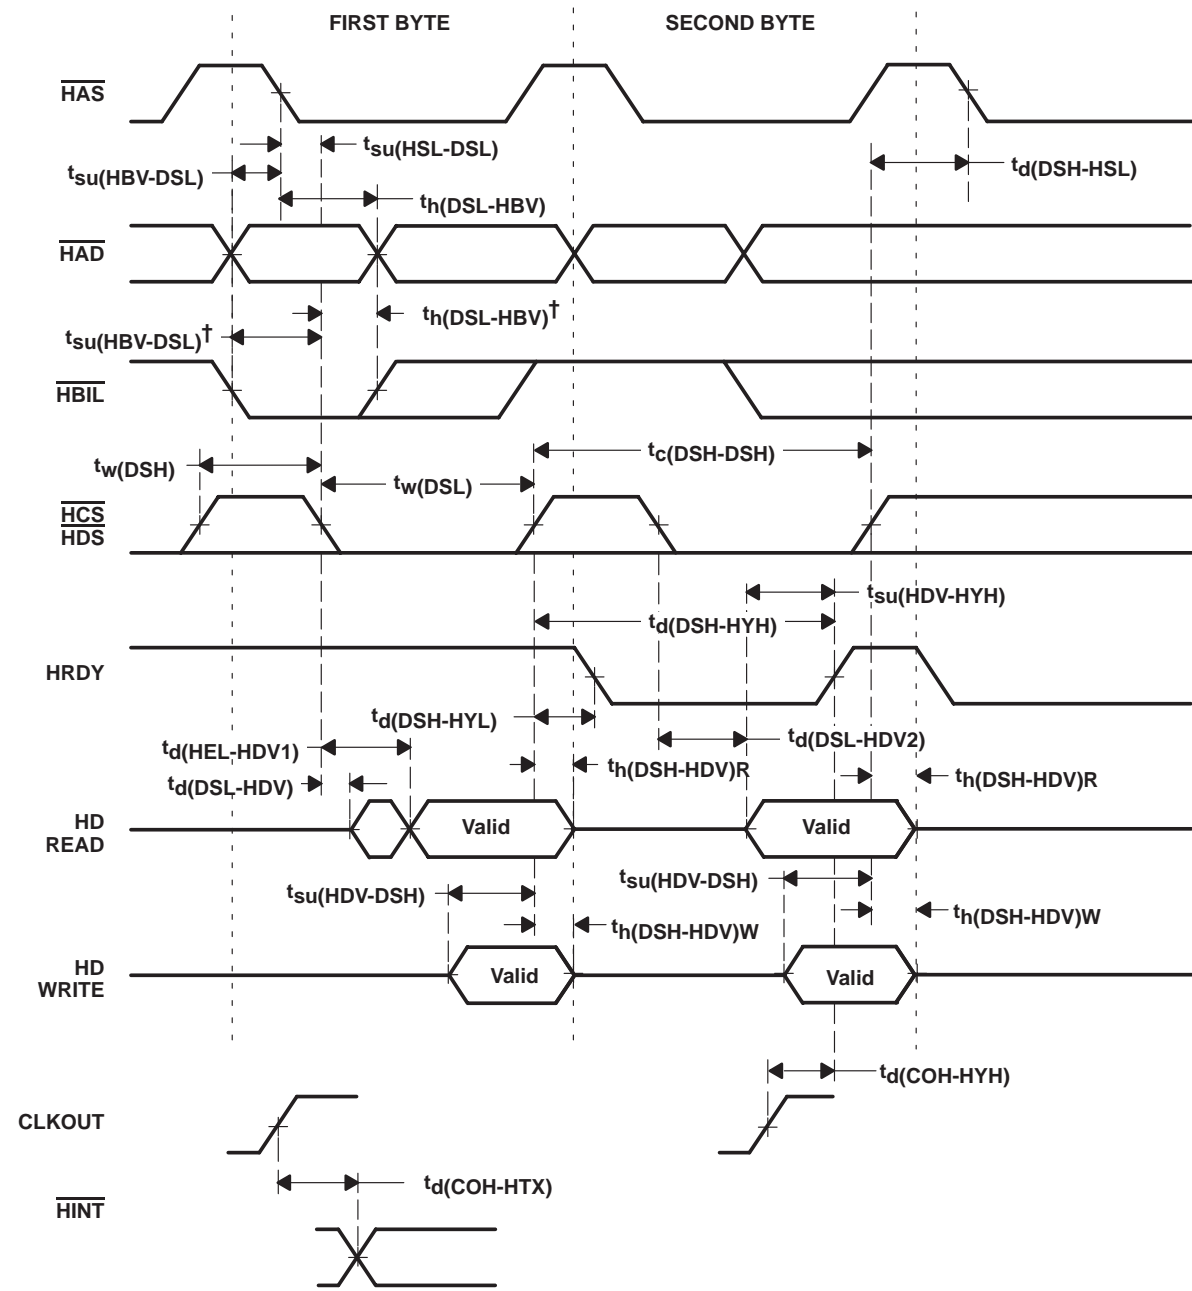 FIRST BYTE SECOND BYTE
HAS
tsu(HSL-DSL)
tsu(HBV-DSL)
td(DSH-HSL)
th(DSL-HBV)
HAD
th(DSL-HBV)†
tsu(HBV-DSL)†
HBIL
tc(DSH-DSH)
tw(DSH)
tw(DSL)
HCS
HDS
tsu(HDV-HYH)
td(DSH-HYH)
HRDY
td(DSH-HYL)
td(HEL-HDV1)
td(DSL-HDV2)
th(DSH-HDV)R
th(DSH-HDV)R
td(DSL-HDV)
HD
READ
Valid
Valid
tsu(HDV-DSH)
tsu(HDV-DSH)
th(DSH-HDV)W
th(DSH-HDV)W
HD
WRITE
Valid
Valid
td(COH-HYH)
CLKOUT
td(COH-HTX)
HINT